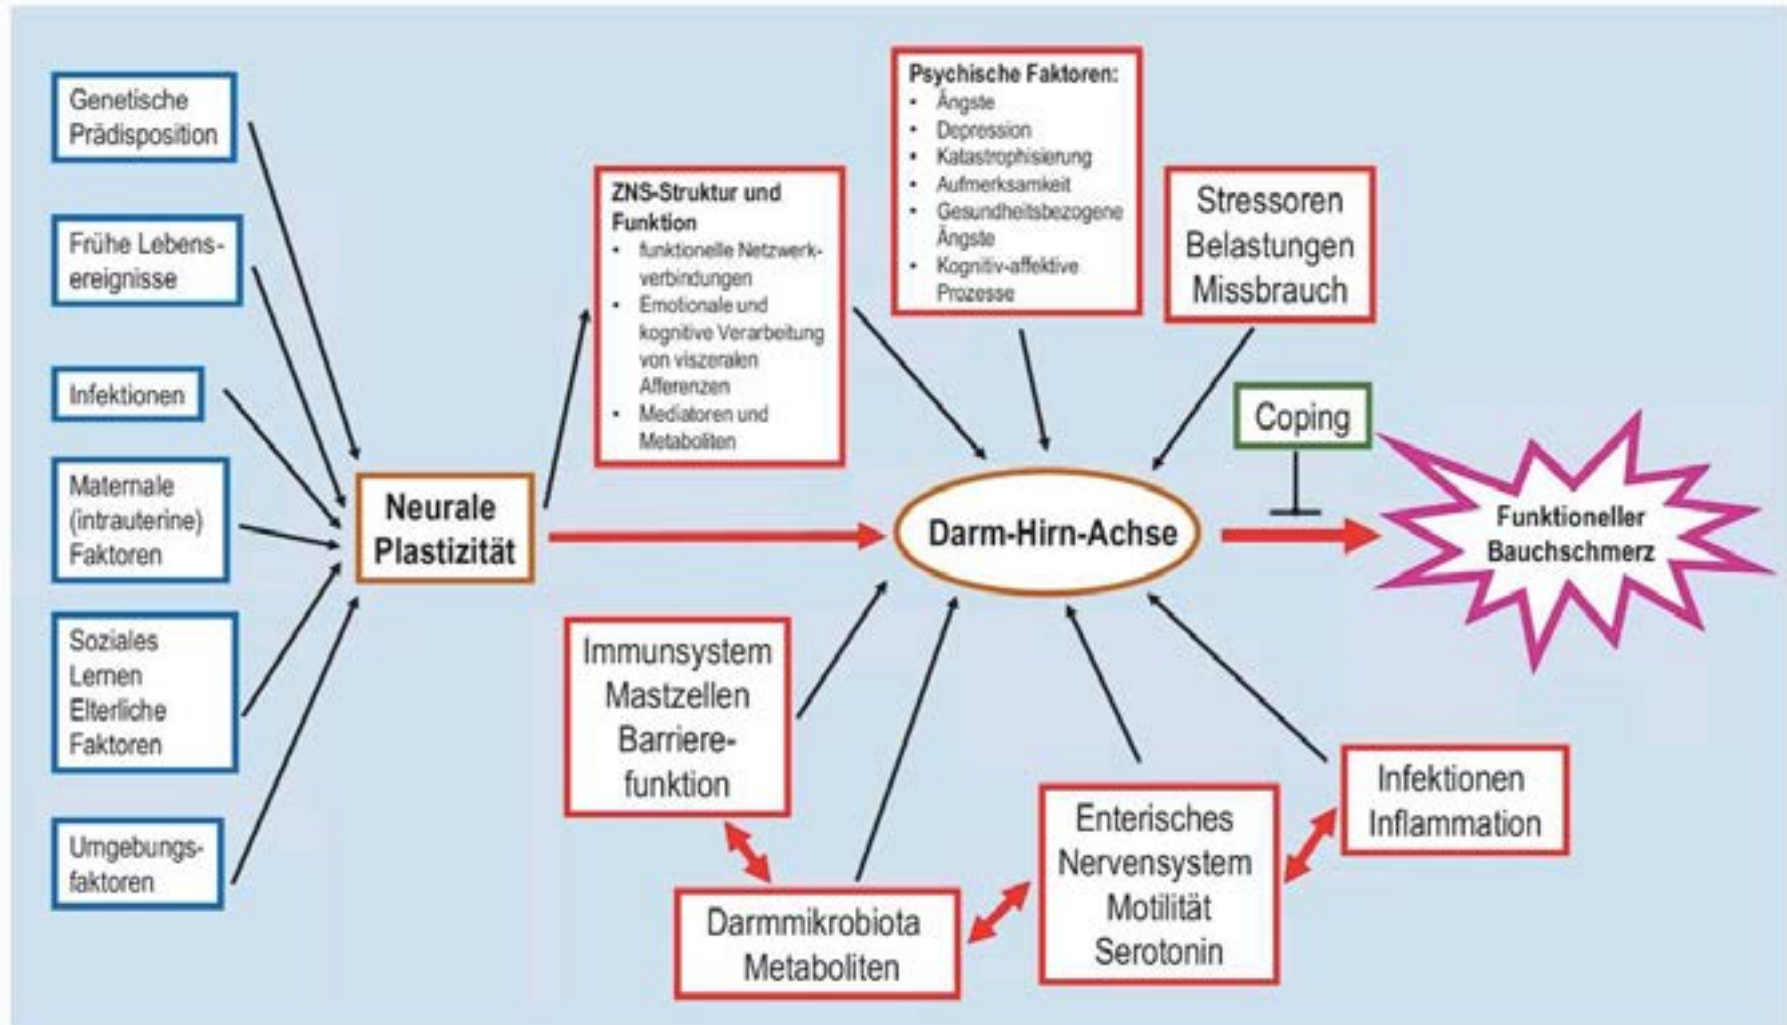 Genetische
Prädisposition
Frühe Lebens-
ereignisse
Infektionen
Maternale
(intrauterine)
Faktoren
Soziales
Lernen
Elterliche
Faktoren
Umgebungs-
faktoren
Neurale
Plastizität
ZNS-Struktur und
Funktion
• funktionelle Netzwerk-
verbindungen
• Emotionale und
kognitive Verarbeitung
von viszeralen
Afferenzen
• Mediatoren und
Metaboliten
Psychische Faktoren:
• Ängste
• Depression
• Katastrophisierung
• Aufmerksamkeit
• Gesundheitsbezogene
Ängste
• Kognitiv-affektive
Prozesse
Stressoren
Belastungen
Missbrauch
Coping
Darm-Hirn-Achse
Funktioneller
Bauchschmerz
Immunsystem
Mastzellen
Barriere-
funktion
Darmmikrobiota
Metaboliten
Enterisches
Nervensystem
Motilität
Serotonin
Infektionen
Inflammation